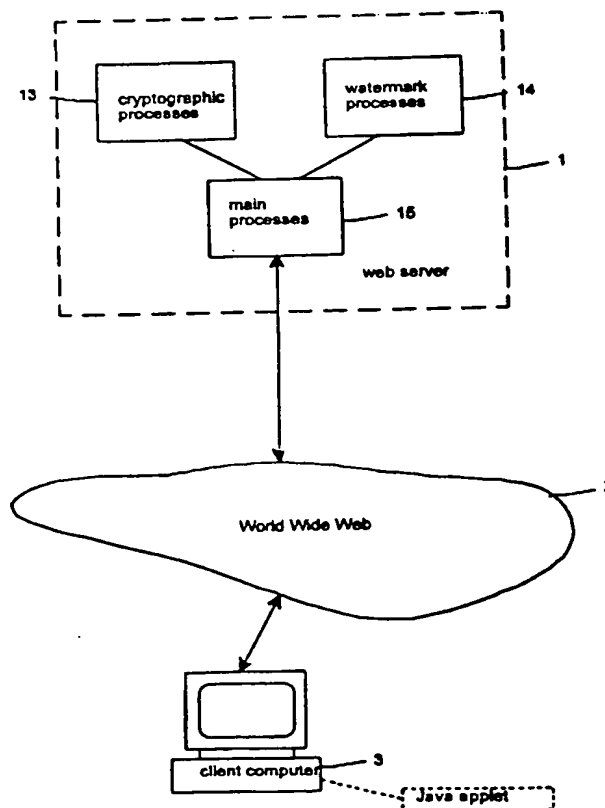 13
cryptographic
processes
watermark
processes
14
1
main
processes
15
web server
World Wide Web
client computer
3
Java applet